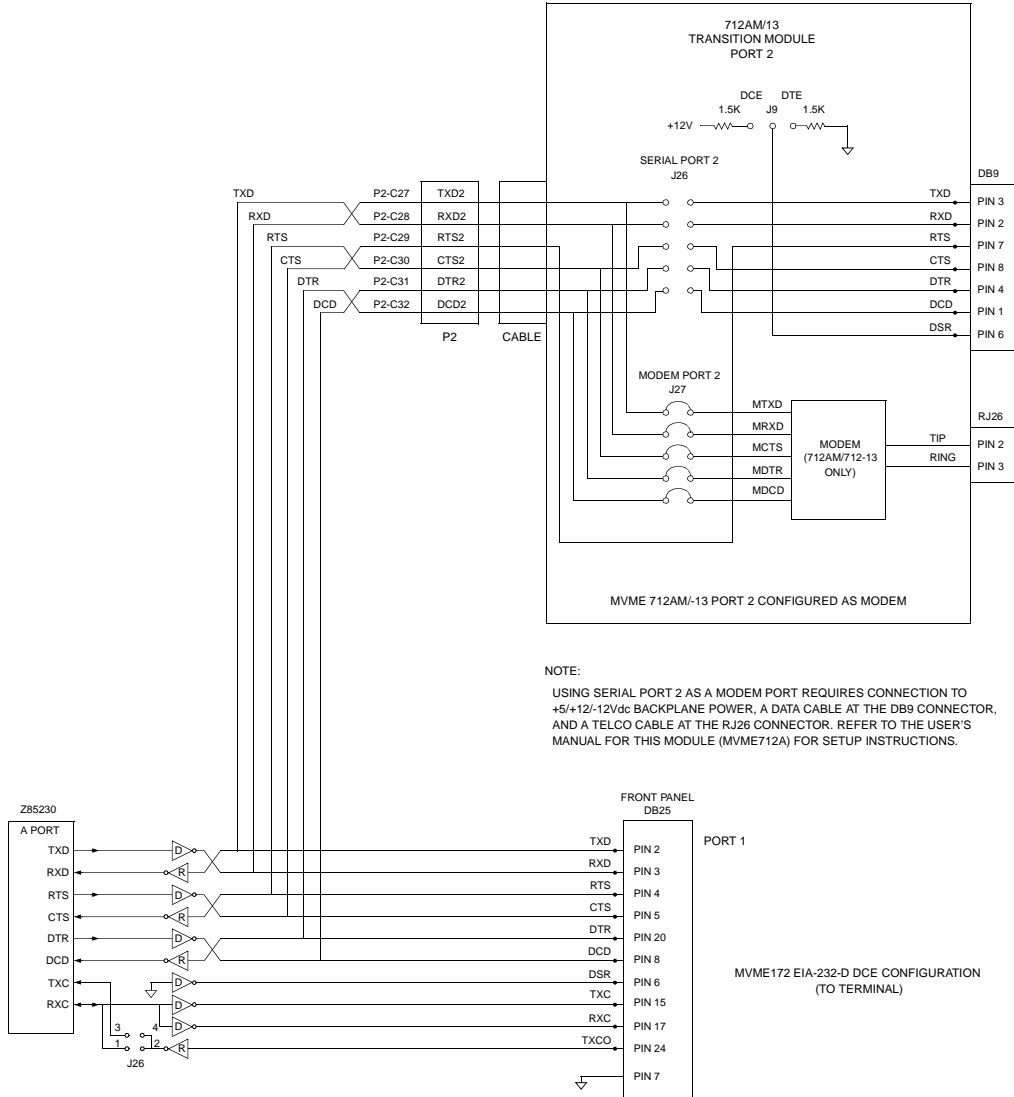 712AM/13
TRANSITION MODULE
PORT 2
DCE DTE
1.5K J9 1.5K
+12V
SERIAL PORT 2
J26
DB9
TXD P2-C27 TXD2 TXD PIN 3
RXD P2-C28 RXD2 RXD PIN 2
RTS P2-C29 RTS2 RTS PIN 7
CTS P2-C30 CTS2 CTS PIN 8
DTR P2-C31 DTR2 DTR PIN 4
DCD P2-C32 DCD2 DCD PIN 1
DSR PIN 6
P2 CABLE
MODEM PORT 2
J27
RJ26
MTXD
MRXD
MCTS
MDTR
MDCD
MODEM
(712AM/712-13
ONLY)
TIP PIN 2
RING PIN 3
MVME 712AM/-13 PORT 2 CONFIGURED AS MODEM
NOTE:
USING SERIAL PORT 2 AS A MODEM PORT REQUIRES CONNECTION TO
+5/+12/-12Vdc BACKPLANE POWER, A DATA CABLE AT THE DB9 CONNECTOR,
AND A TELCO CABLE AT THE RJ26 CONNECTOR. REFER TO THE USER'S
MANUAL FOR THIS MODULE (MVME712A) FOR SETUP INSTRUCTIONS.
FRONT PANEL
DB25
PORT 1
Z85230
A PORT
TXD D TXD PIN 2
RXD R RXD PIN 3
RTS D RTS PIN 4
CTS R CTS PIN 5
DTR D DTR PIN 20
DCD R DCD PIN 8
TXC D DSR PIN 6
RXC D TXC PIN 15
3 4 D RXC PIN 17
1 2 R TXCO PIN 24
J26
PIN 7
MVME172 EIA-232-D DCE CONFIGURATION
(TO TERMINAL)